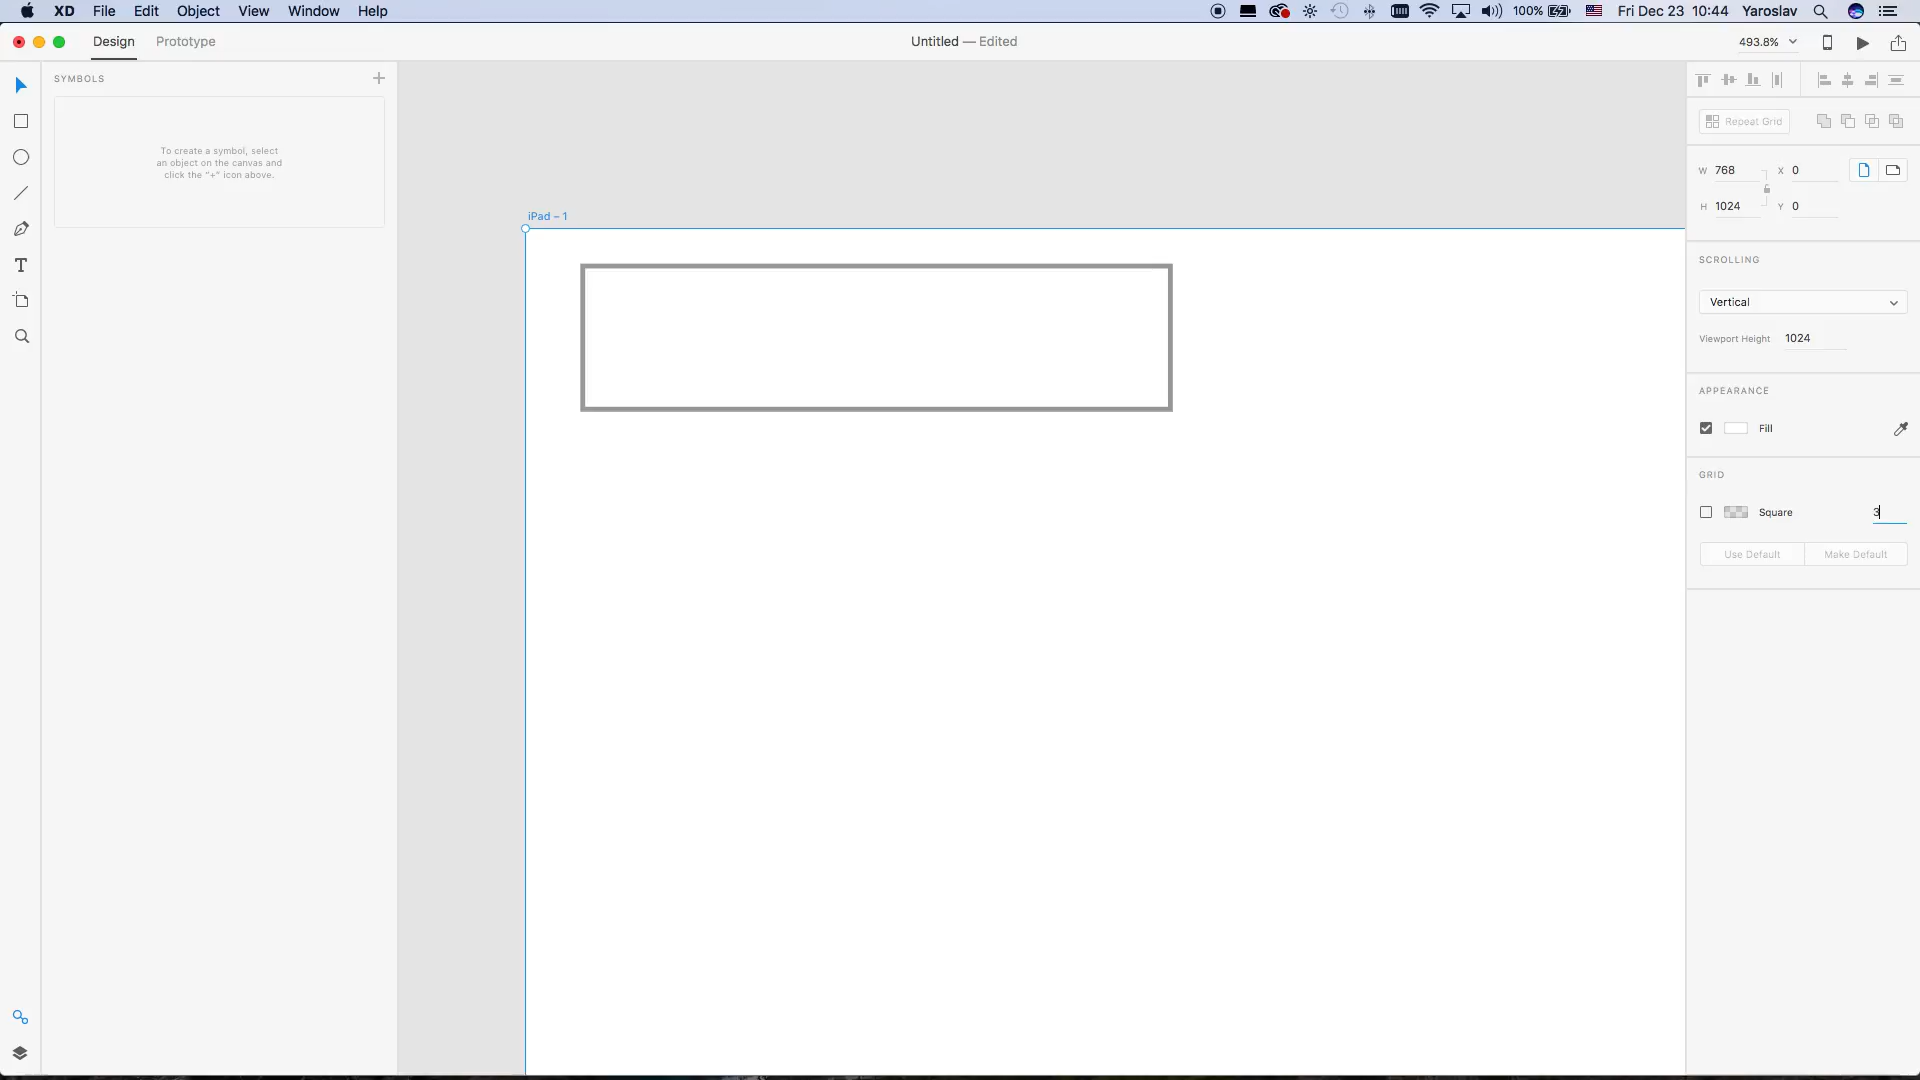 XD File Edit Object View Window Help 100% Fri Dec 23 10:44 Yaroslav
Design Prototype Untitled — Edited 493.8%
SYMBOLS
To create a symbol, select
an object on the canvas and
click the "+" icon above.
iPad – 1
Repeat Grid
W 768 X 0
H 1024 Y 0
SCROLLING
Vertical
Viewport Height 1024
APPEARANCE
Fill
GRID
Square 3
Use Default Make Default